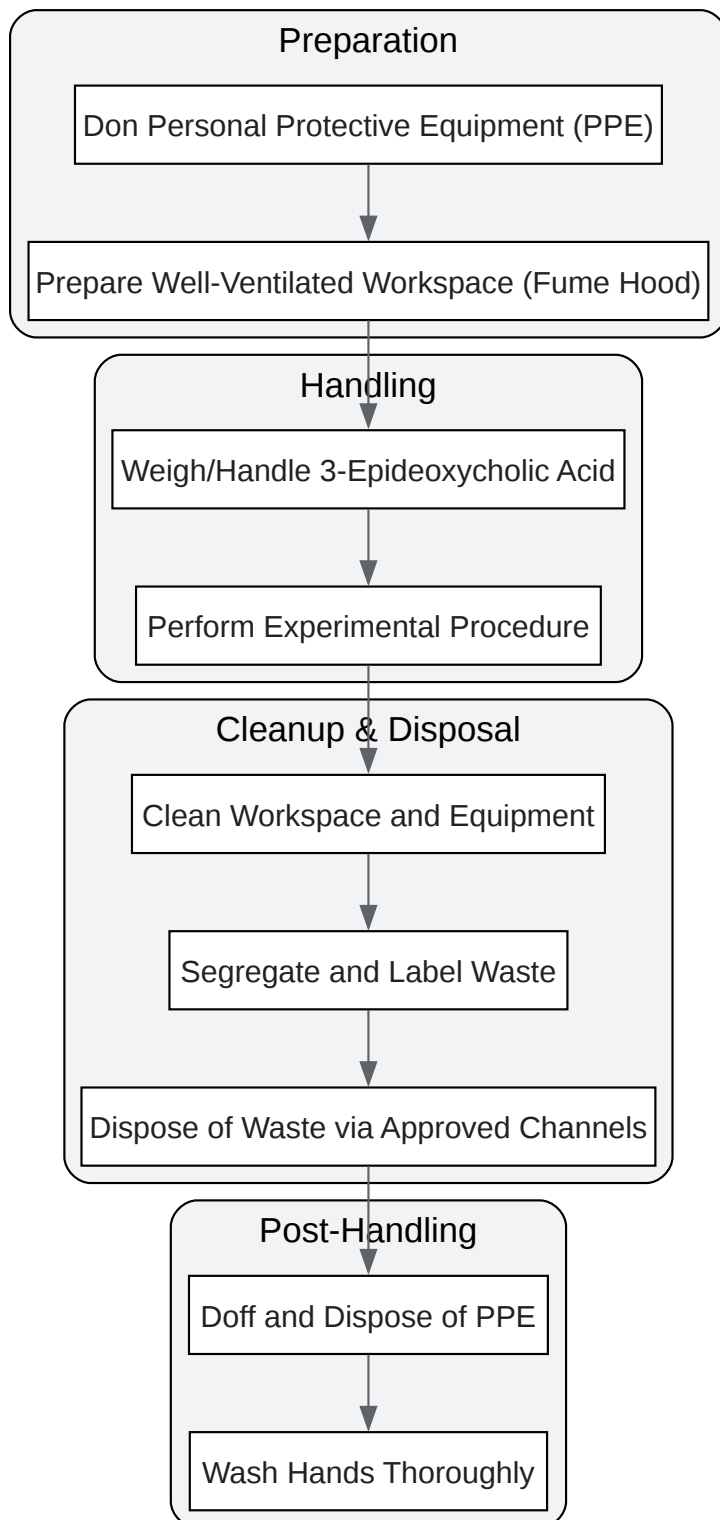 Preparation
Don Personal Protective Equipment (PPE)
Prepare Well-Ventilated Workspace (Fume Hood)
Handling
Weigh/Handle 3-Epideoxycholic Acid
Perform Experimental Procedure
Cleanup & Disposal
Clean Workspace and Equipment
Segregate and Label Waste
Dispose of Waste via Approved Channels
Post-Handling
Doff and Dispose of PPE
Wash Hands Thoroughly